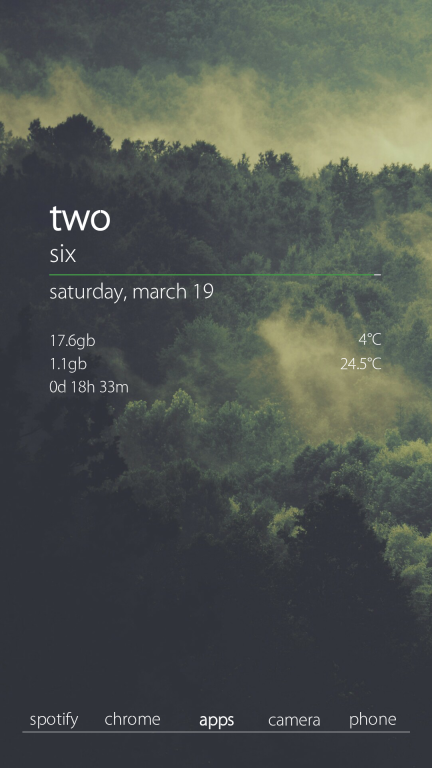 two
six
saturday, march 19
17.6gb 4°C
1.1gb 24.5°C
0d 18h 33m
spotify chrome apps camera phone